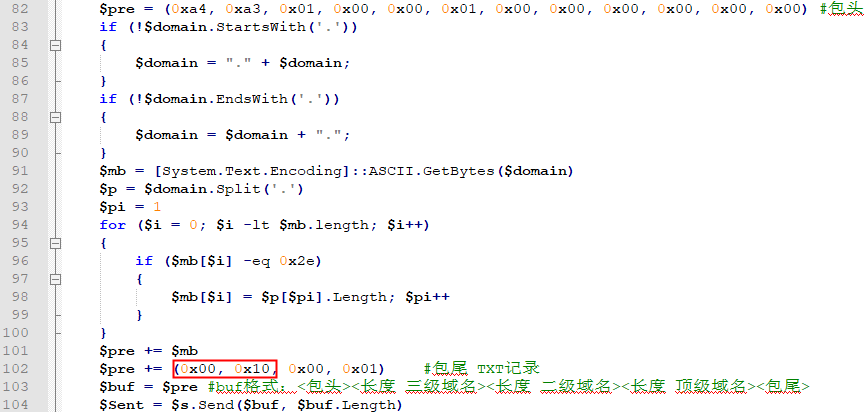 82 $pre = (0xa4, 0xa3, 0x01, 0x00, 0x00, 0x01, 0x00, 0x00, 0x00, 0x00, 0x00, 0x00) #包头
83 if (!$domain.StartsWith('.'))
84 {
85 $domain = "." + $domain;
86 }
87 if (!$domain.EndsWith('.'))
88 {
89 $domain = $domain + ".";
90 }
91 $mb = [System.Text.Encoding]::ASCII.GetBytes($domain)
92 $p = $domain.Split('.')
93 $pi = 1
94 for ($i = 0; $i -lt $mb.length; $i++)
95 {
96 if ($mb[$i] -eq 0x2e)
97 {
98 $mb[$i] = $p[$pi].Length; $pi++
99 }
100 }
101 $pre += $mb
102 $pre += (0x00, 0x10, 0x00, 0x01) #包尾 TXT记录
103 $buf = $pre #buf格式：<包头><长度 三级域名><长度 二级域名><长度 顶级域名><包尾>
104 $Sent = $s.Send($buf, $buf.Length)